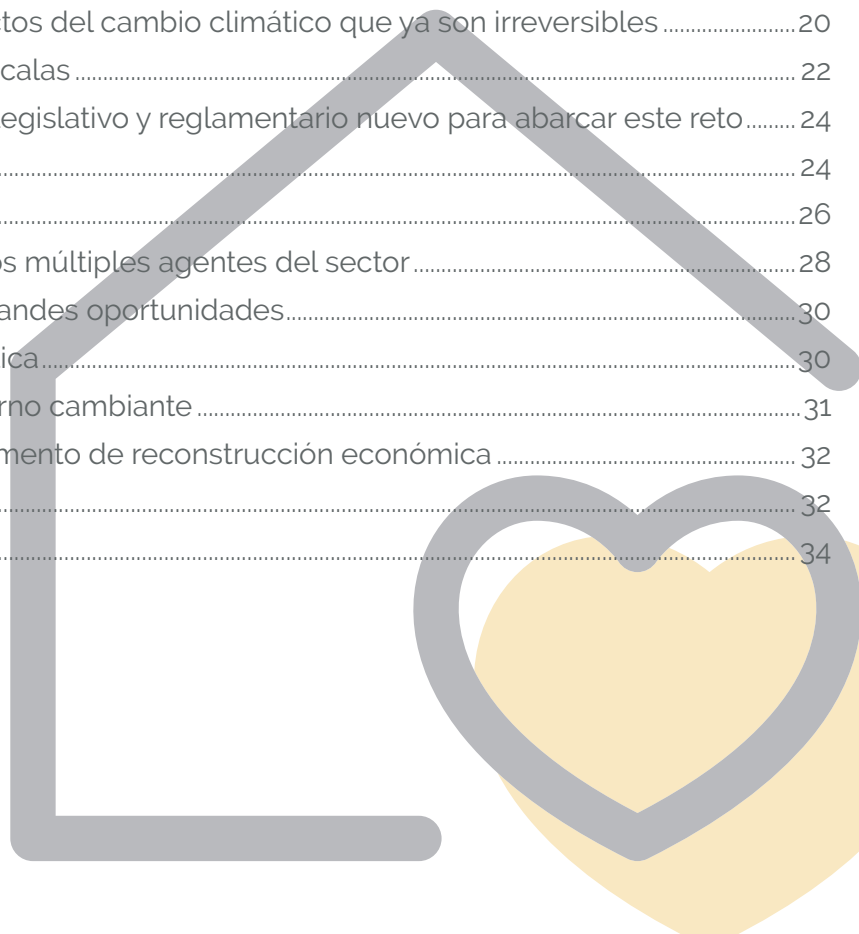 ctos del cambio climático que ya son irreversibles ........................ 20
calas ........................ 22
egislativo y reglamentario nuevo para abarcar este reto ......... 24
........................ 24
........................ 26
os múltiples agentes del sector ........................ 28
andes oportunidades ........................ 30
ica ........................ 30
rno cambiante ........................ 31
mento de reconstrucción económica ........................ 32
........................ 32
........................ 34